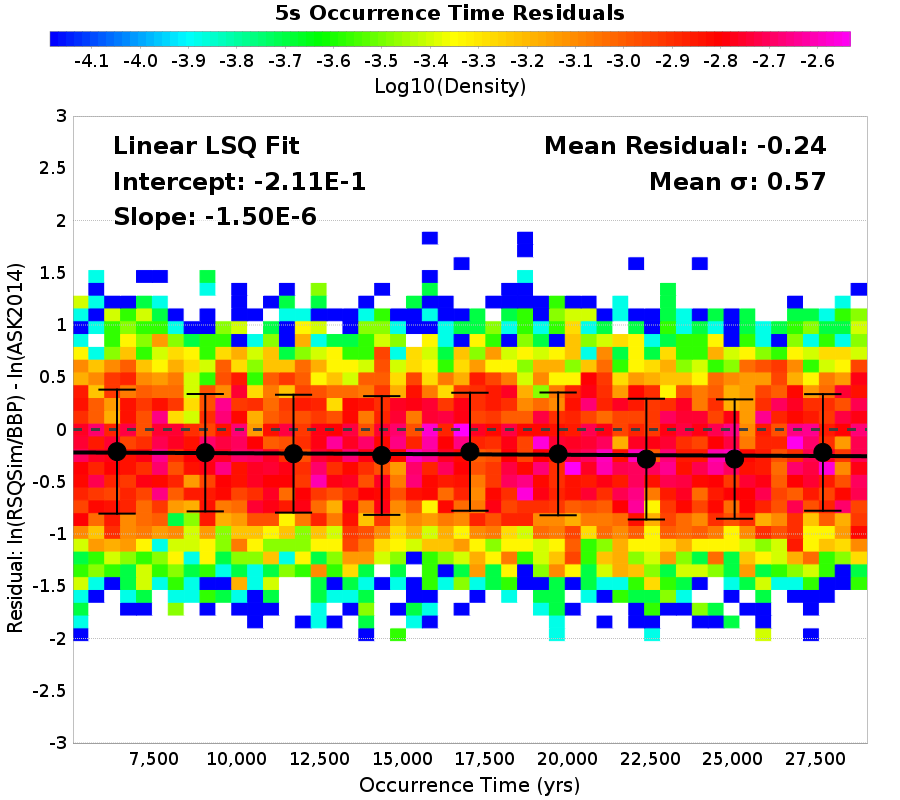 5s Occurrence Time Residuals
-4.1 -4.0 -3.9 -3.8 -3.7 -3.6 -3.5 -3.4 -3.3 -3.2 -3.1 -3.0 -2.9 -2.8 -2.7 -2.6
Log10(Density)
Residual: ln(RSQSim/BBP) - ln(ASK2014)
3
2.5
2
1.5
1
0.5
0
-0.5
-1
-1.5
-2
-2.5
-3
Linear LSQ Fit
Intercept: -2.11E-1
Slope: -1.50E-6
Mean Residual: -0.24
Mean σ: 0.57
7,500 10,000 12,500 15,000 17,500 20,000 22,500 25,000 27,500
Occurrence Time (yrs)